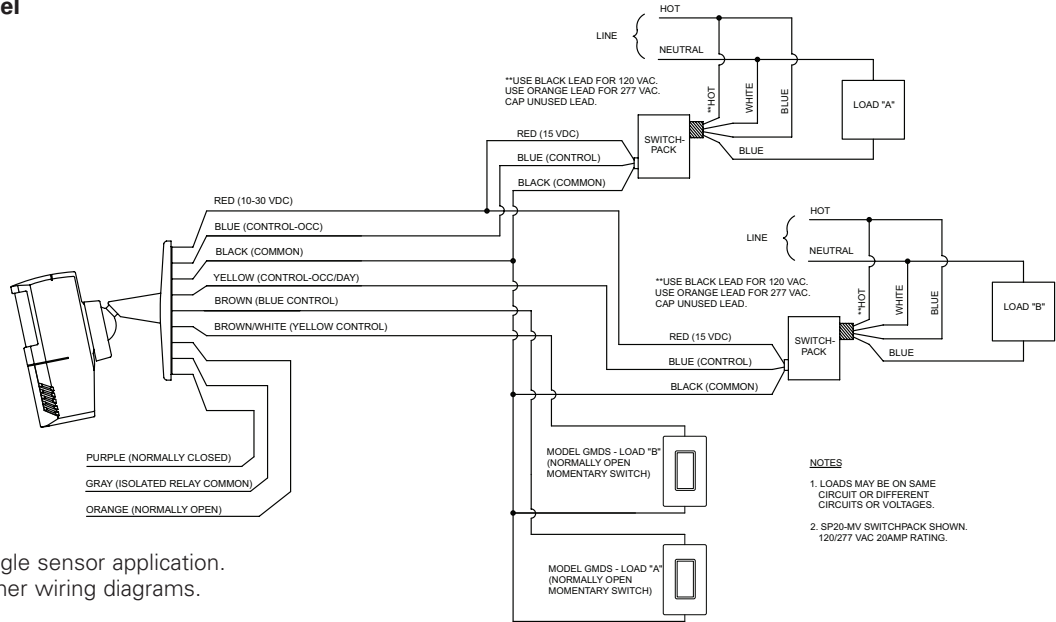 el
HOT
LINE
NEUTRAL
**USE BLACK LEAD FOR 120 VAC.
USE ORANGE LEAD FOR 277 VAC.
CAP UNUSED LEAD.
**HOT
WHITE
BLUE
LOAD "A"
RED (15 VDC)
SWITCH-
PACK
BLUE (CONTROL)
BLUE
BLACK (COMMON)
RED (10-30 VDC)
BLUE (CONTROL-OCC)
BLACK (COMMON)
YELLOW (CONTROL-OCC/DAY)
BROWN (BLUE CONTROL)
BROWN/WHITE (YELLOW CONTROL)
HOT
LINE
NEUTRAL
**USE BLACK LEAD FOR 120 VAC.
USE ORANGE LEAD FOR 277 VAC.
CAP UNUSED LEAD.
**HOT
WHITE
BLUE
LOAD "B"
RED (15 VDC)
SWITCH-
PACK
BLUE (CONTROL)
BLUE
BLACK (COMMON)
PURPLE (NORMALLY CLOSED)
GRAY (ISOLATED RELAY COMMON)
ORANGE (NORMALLY OPEN)
MODEL GMDS - LOAD "B"
(NORMALLY OPEN
MOMENTARY SWITCH)
MODEL GMDS - LOAD "A"
(NORMALLY OPEN
MOMENTARY SWITCH)
NOTES
1. LOADS MAY BE ON SAME
CIRCUIT OR DIFFERENT
CIRCUITS OR VOLTAGES.
2. SP20-MV SWITCHPACK SHOWN.
120/277 VAC 20AMP RATING.
gle sensor application.
ner wiring diagrams.